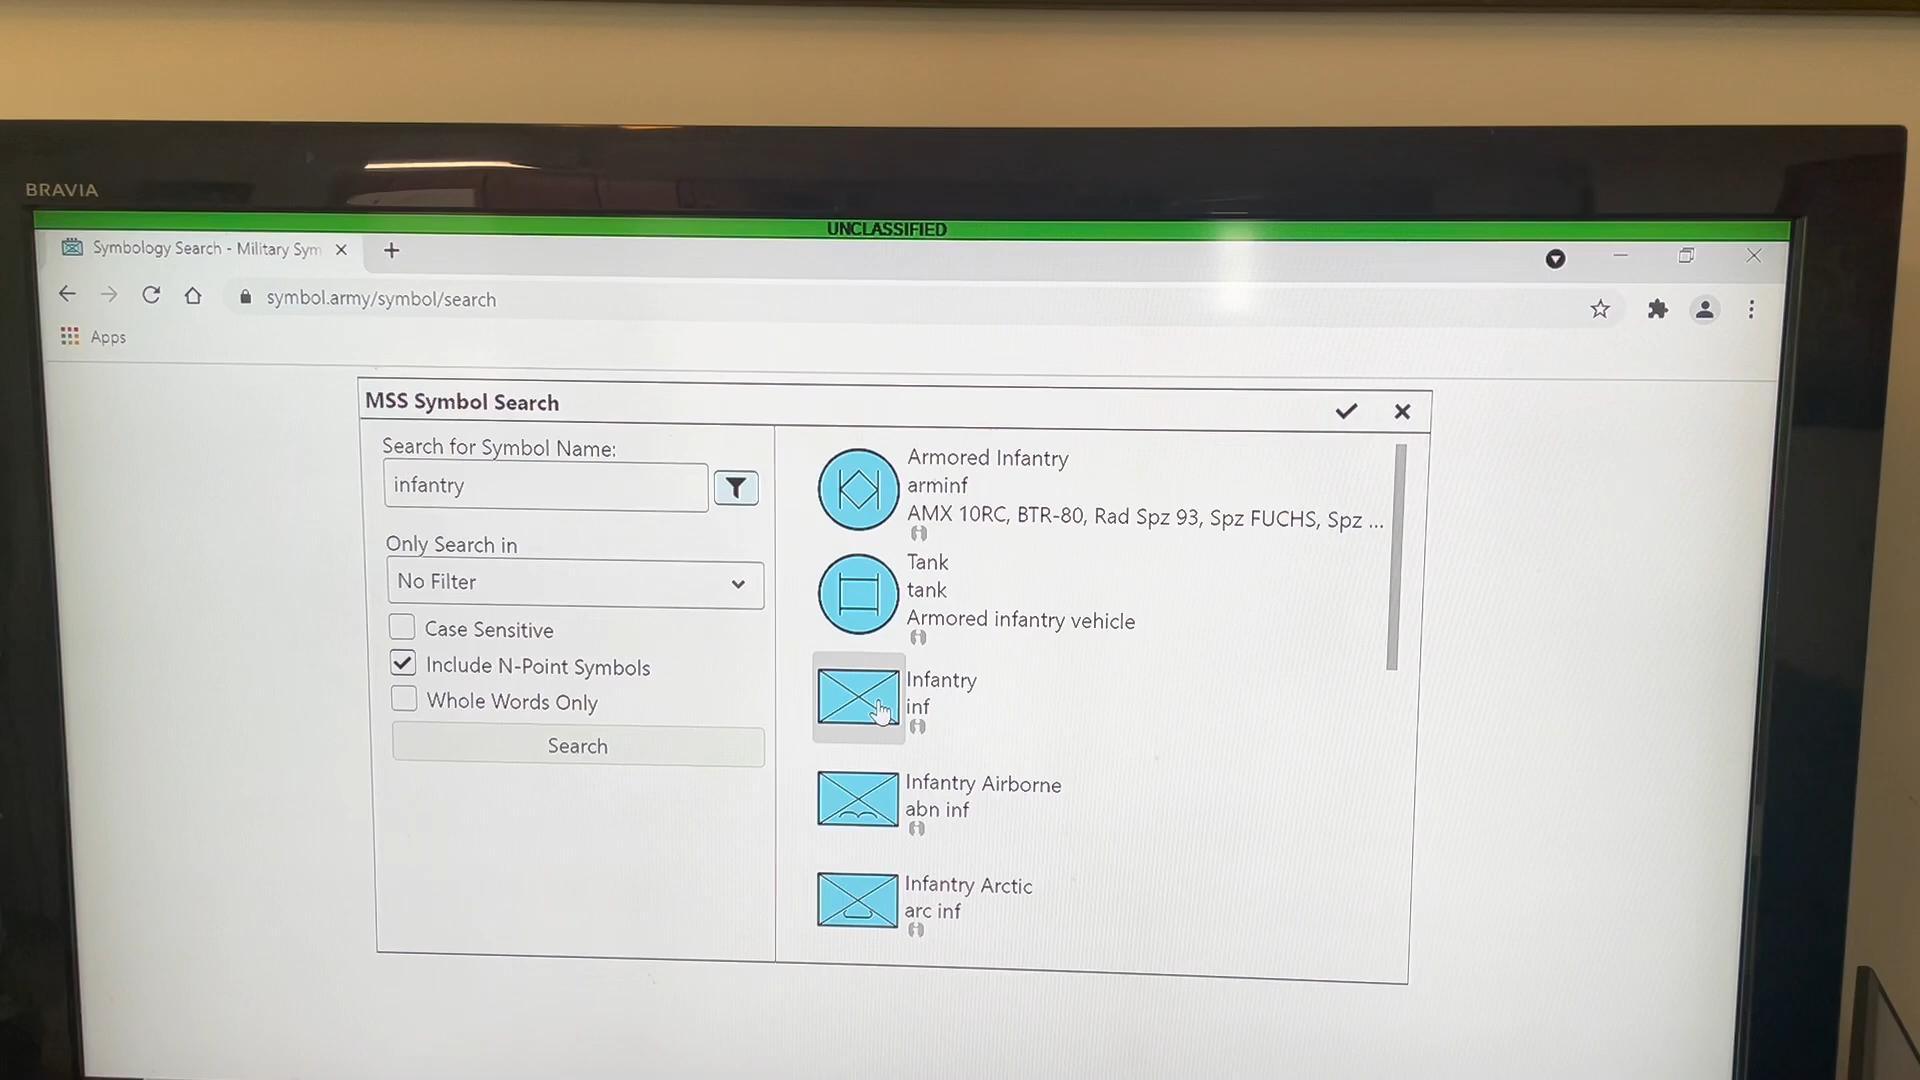 BRAVIA
UNCLASSIFIED
Symbology Search - Military Sym
symbol.army/symbol/search
Apps
MSS Symbol Search
Search for Symbol Name:
infantry
Only Search in
No Filter
Case Sensitive
Include N-Point Symbols
Whole Words Only
Search
Armored Infantry
arminf
AMX 10RC, BTR-80, Rad Spz 93, Spz FUCHS, Spz ...
Tank
tank
Armored infantry vehicle
Infantry
inf
Infantry Airborne
abn inf
Infantry Arctic
arc inf